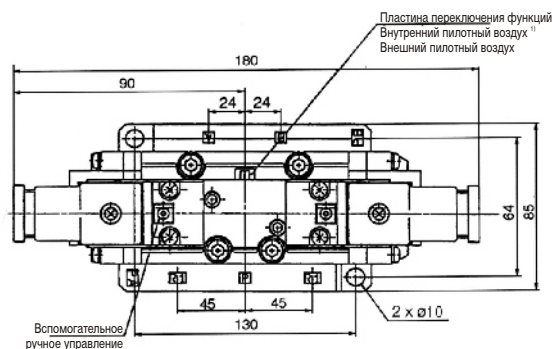 Пластина переключения функций
Внутренний пилотный воздух ¹⁾
Внешний пилотный воздух
180
90
24 24
64
85
45 45
2 x ø10
130
Вспомогательное
ручное управление